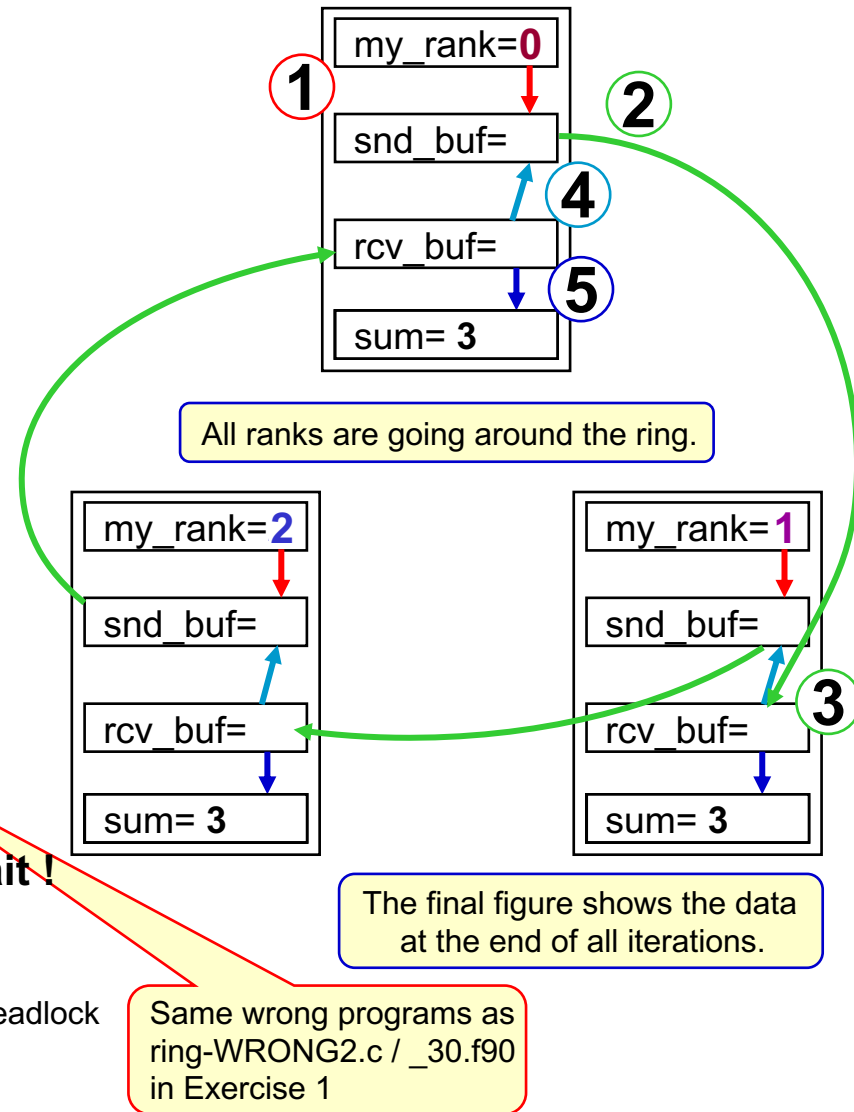 my_rank=0
1
2
snd_buf=
4
rcv_buf=
5
sum= 3
All ranks are going around the ring.
my_rank=2
snd_buf=
rcv_buf=
sum= 3
my_rank=1
snd_buf=
3
rcv_buf=
sum= 3
ait !
The final figure shows the data
at the end of all iterations.
eadlock
Same wrong programs as
ring-WRONG2.c / _30.f90
in Exercise 1